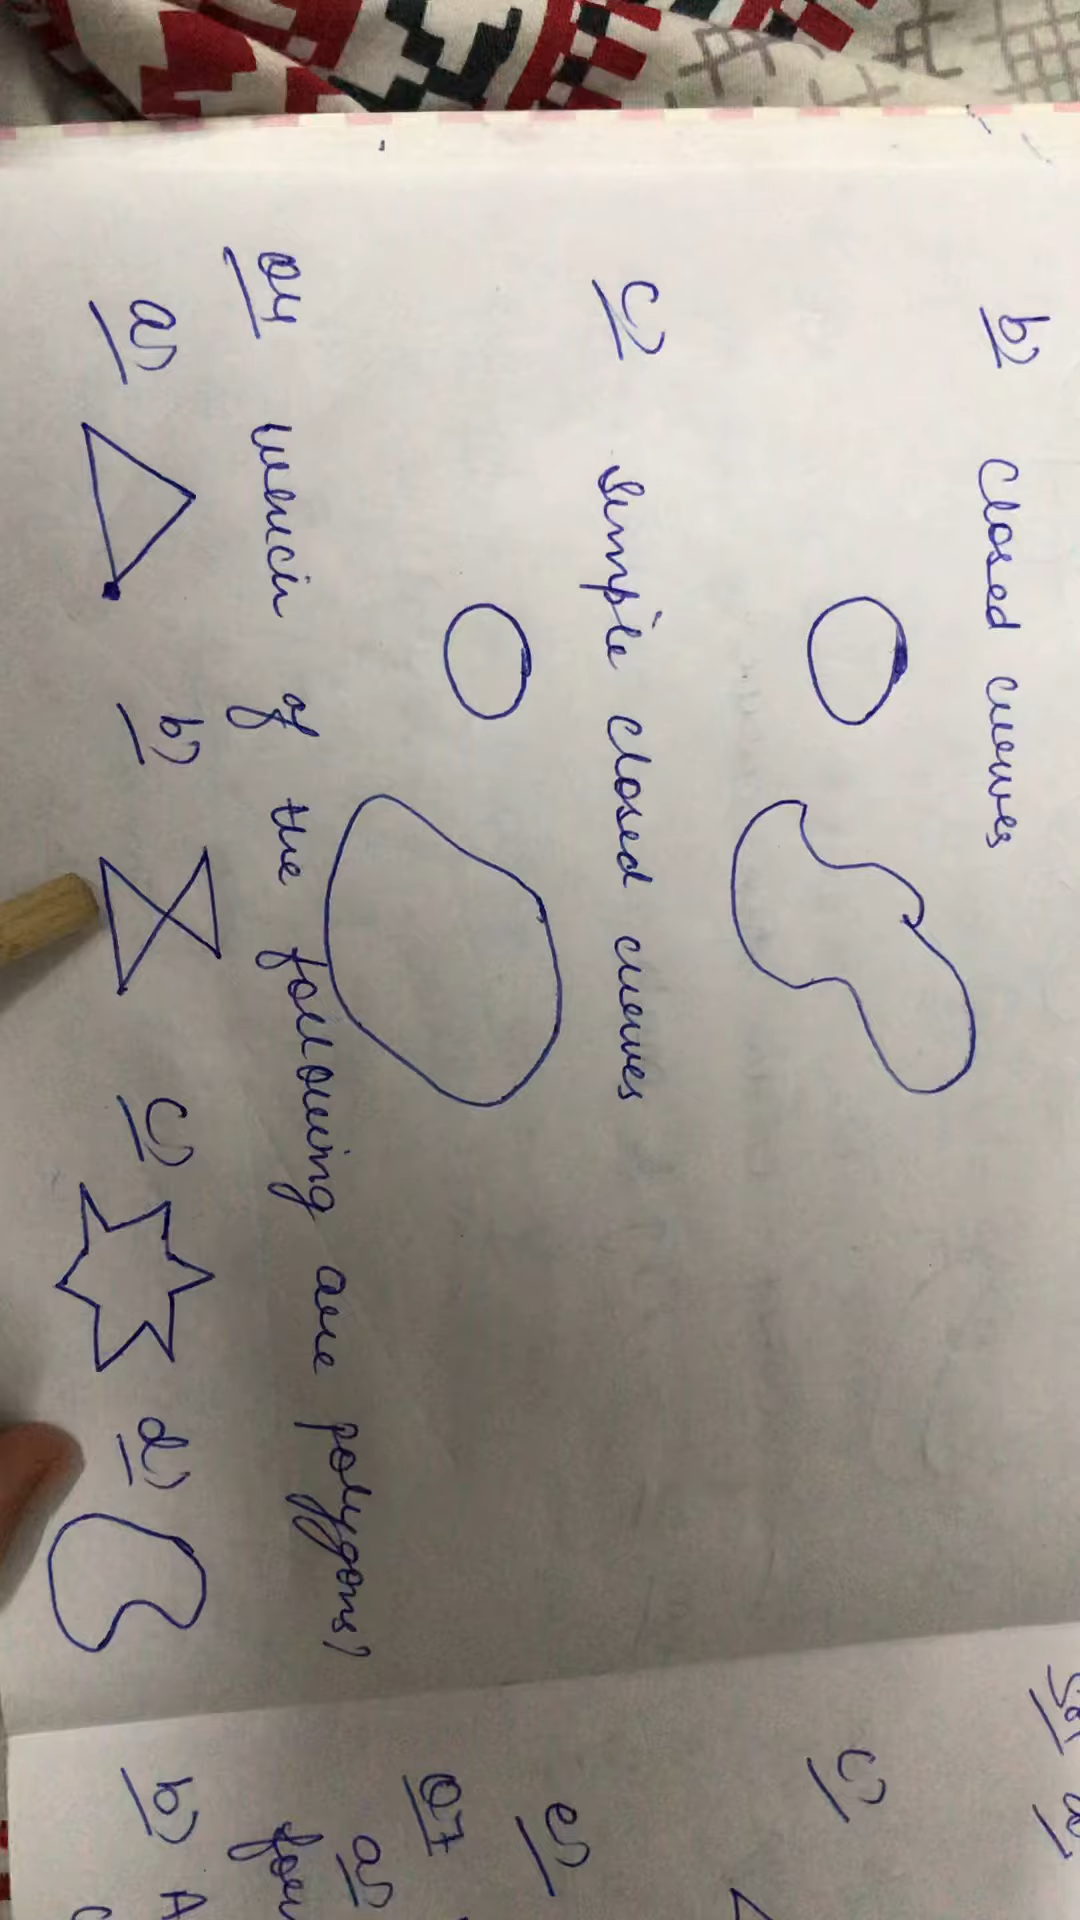 b) Closed curves
c) Simple closed curves
Q4 Which of the following are polygons?
a) b) c) d)
c)
e)
Q7
a)
b) A